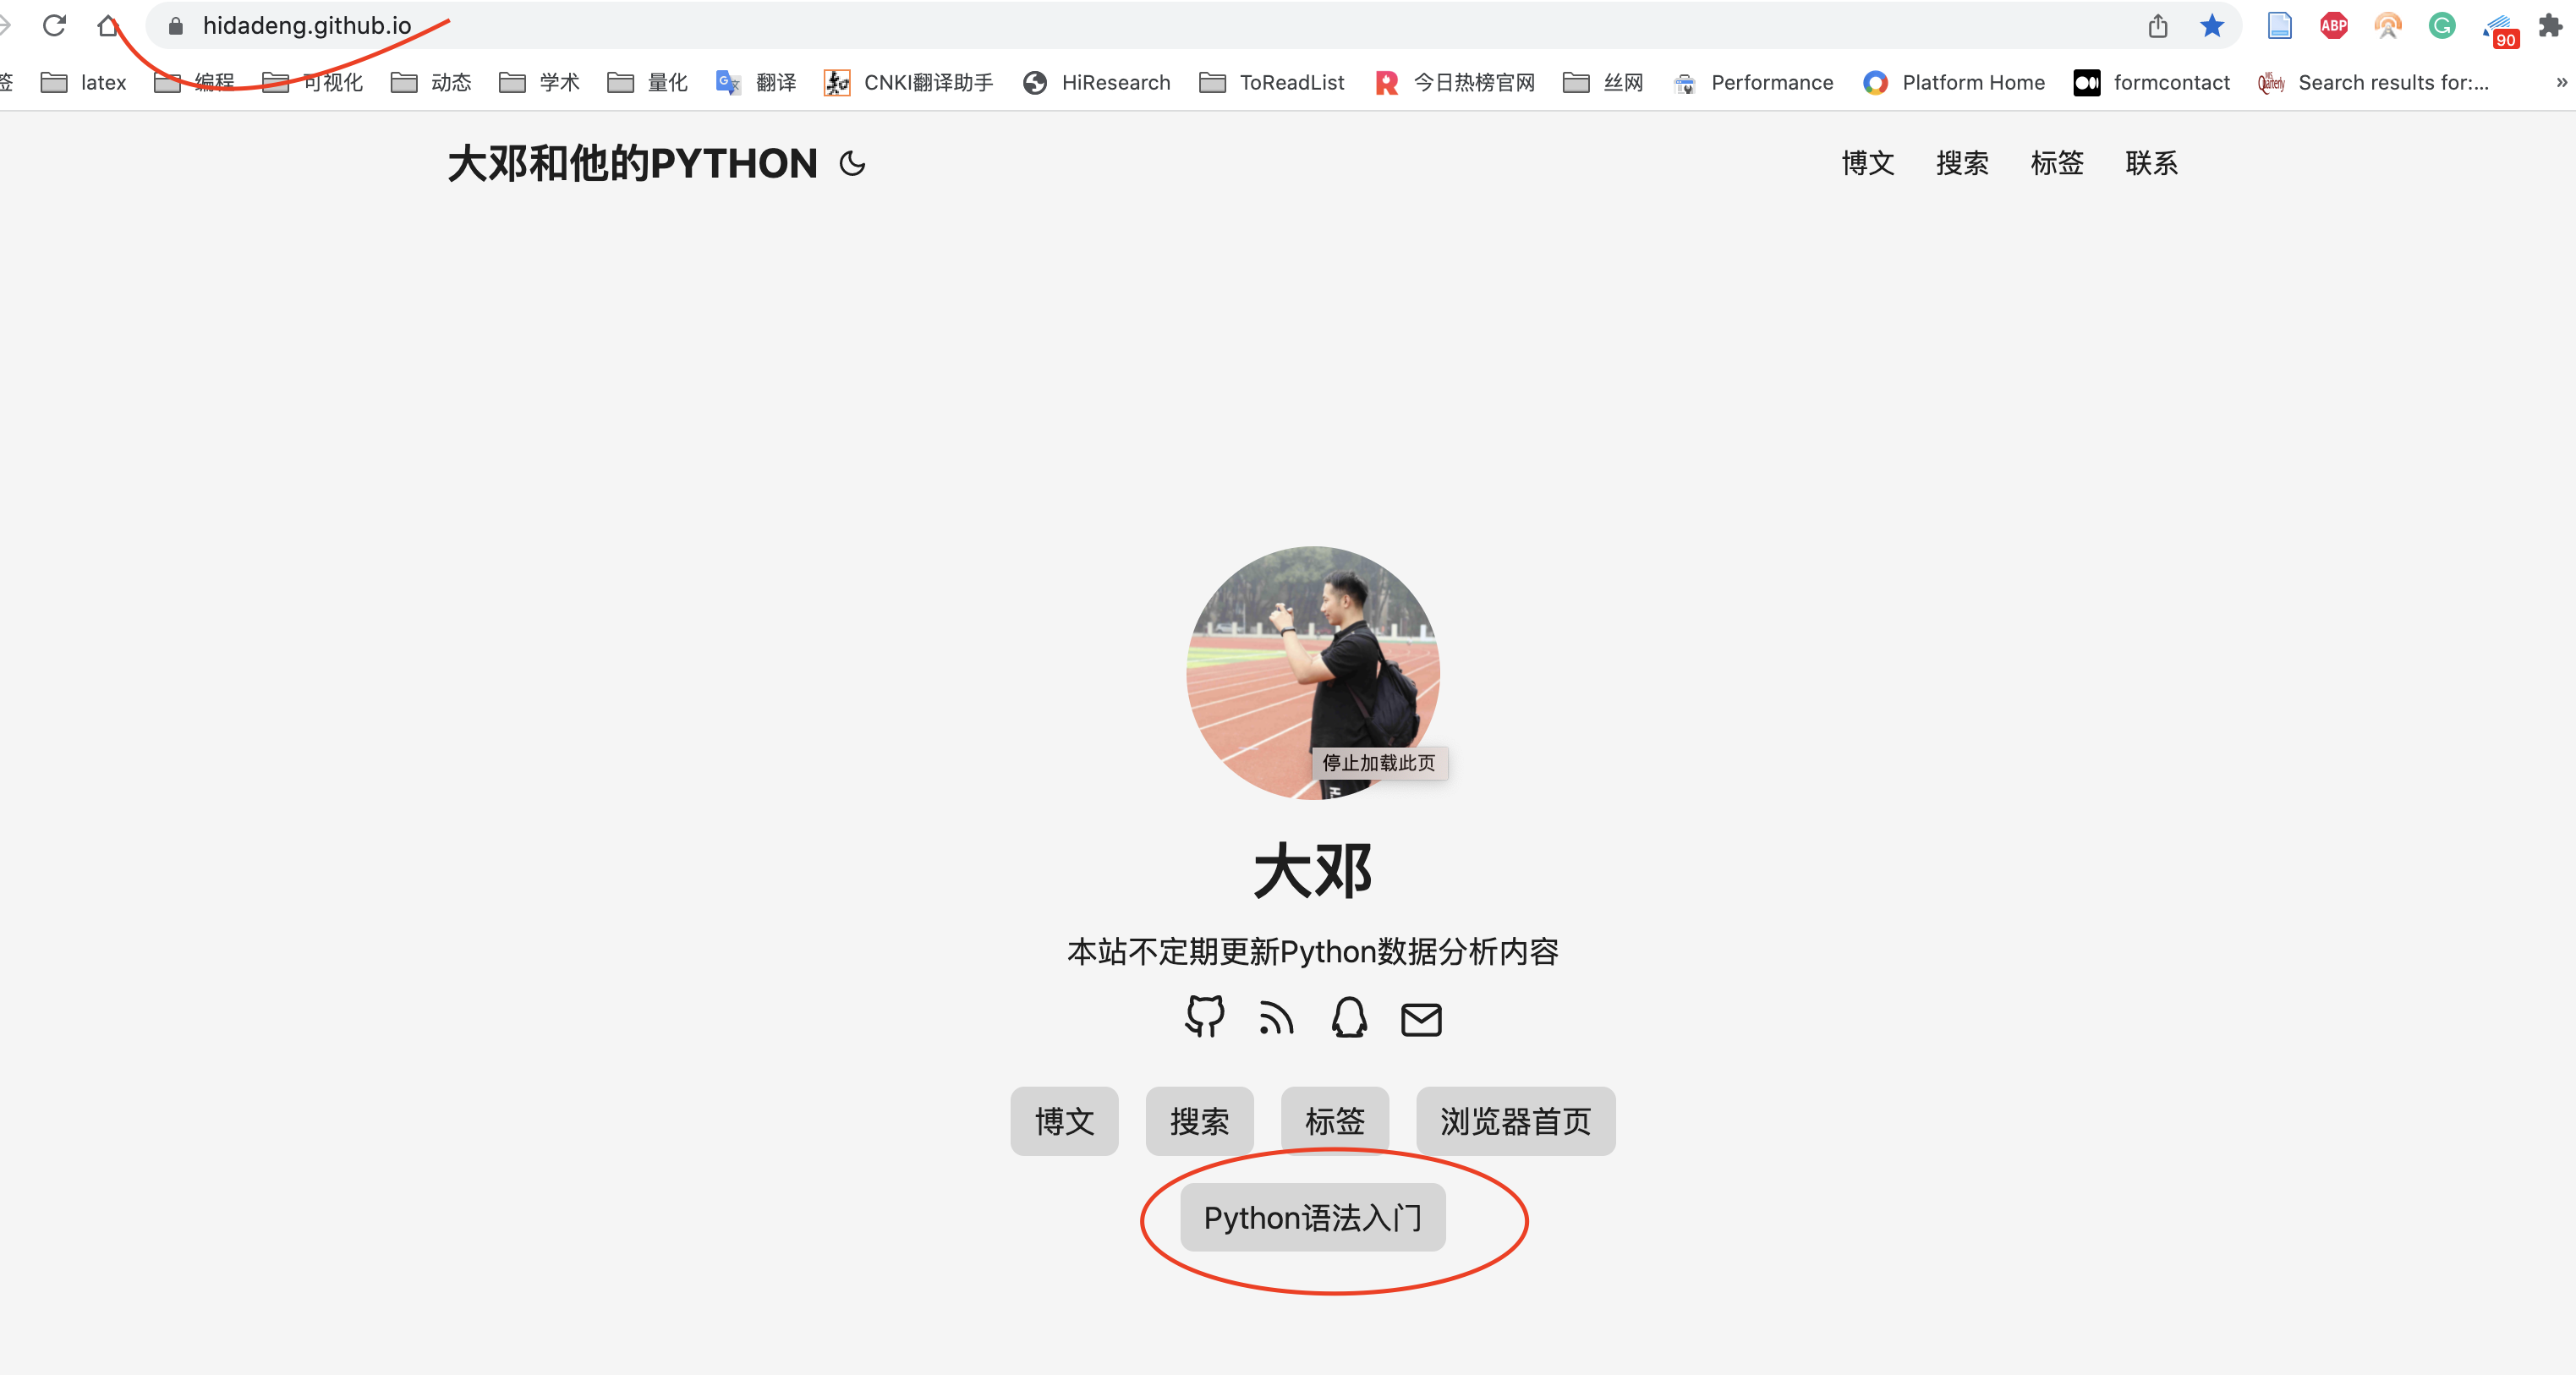 hidadeng.github.io
ABP
90
签 latex 编程 可视化 动态 学术 量化 翻译 CNKI翻译助手 HiResearch ToReadList 今日热榜官网 丝网 Performance Platform Home formcontact Search results for:... »
大邓和他的PYTHON
博文 搜索 标签 联系
停止加载此页
大邓
本站不定期更新Python数据分析内容
博文 搜索 标签 浏览器首页
Python语法入门